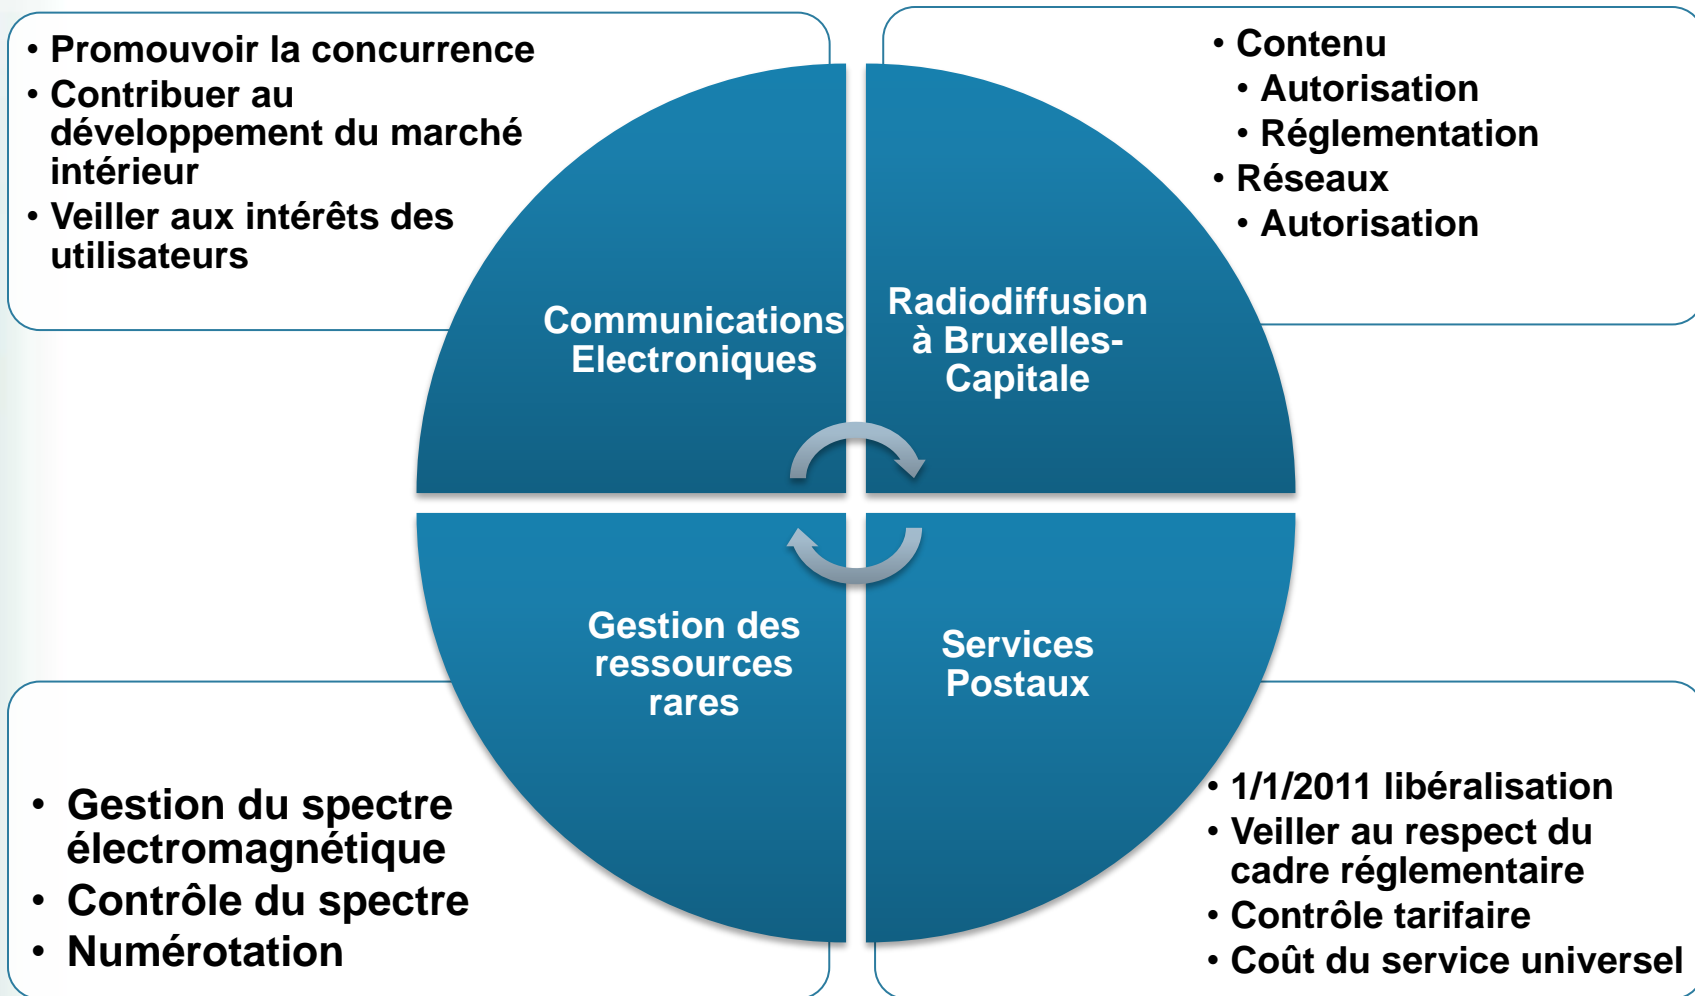 • Promouvoir la concurrence
• Contribuer au
développement du marché
intérieur
• Veiller aux intérêts des
utilisateurs
• Contenu
• Autorisation
• Réglementation
• Réseaux
• Autorisation
Communications
Electroniques
Radiodiffusion
à Bruxelles-
Capitale
Gestion des
ressources
rares
Services
Postaux
• Gestion du spectre
électromagnétique
• Contrôle du spectre
• Numérotation
• 1/1/2011 libéralisation
• Veiller au respect du
cadre réglementaire
• Contrôle tarifaire
• Coût du service universel